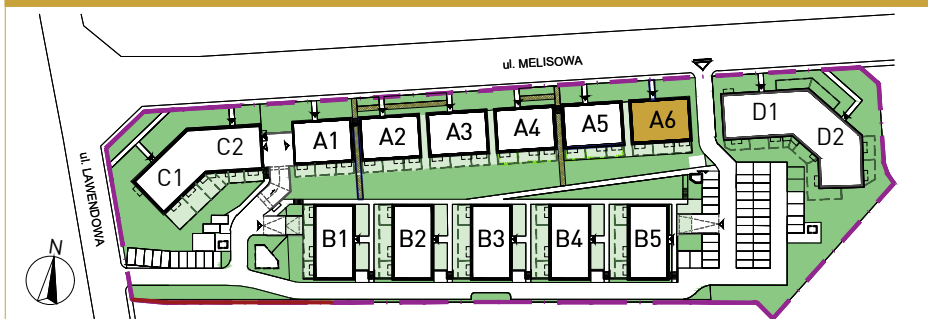 ul. MELISOWA
D1
A1
A2
A3
A4
A5
A6
D2
C2
C1
ul. LAWENDOWA
B1
B2
B3
B4
B5
N